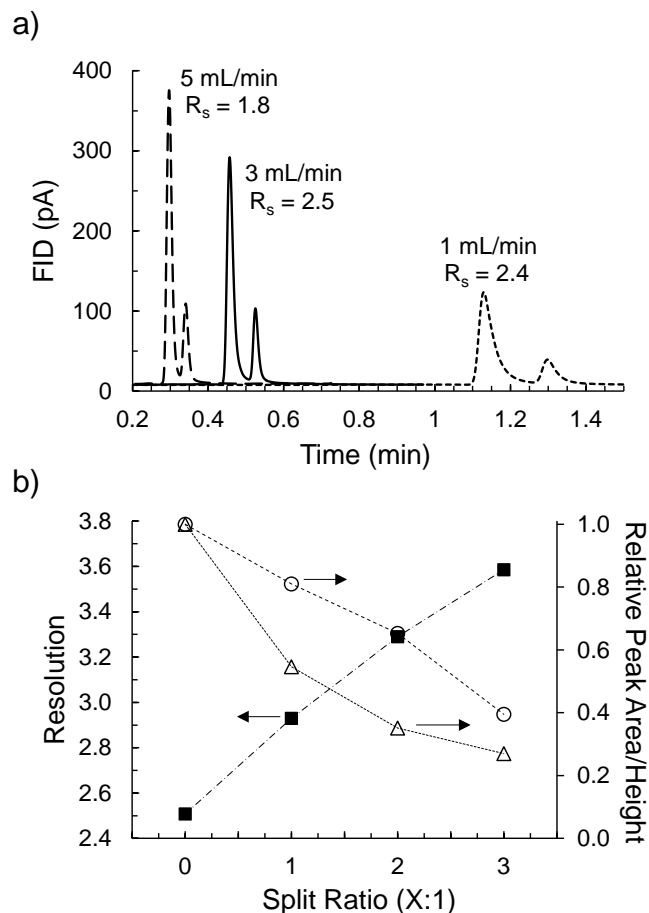 a)
400
300
200
100
0
FID (pA)
5 mL/min
Rs = 1.8
3 mL/min
Rs = 2.5
1 mL/min
Rs = 2.4
0.2 0.4 0.6 0.8 1 1.2 1.4
Time (min)
b)
3.8
3.6
3.4
3.2
3.0
2.8
2.6
2.4
Resolution
1.0
0.8
0.6
0.4
0.2
0.0
Relative Peak Area/Height
0 1 2 3
Split Ratio (X:1)